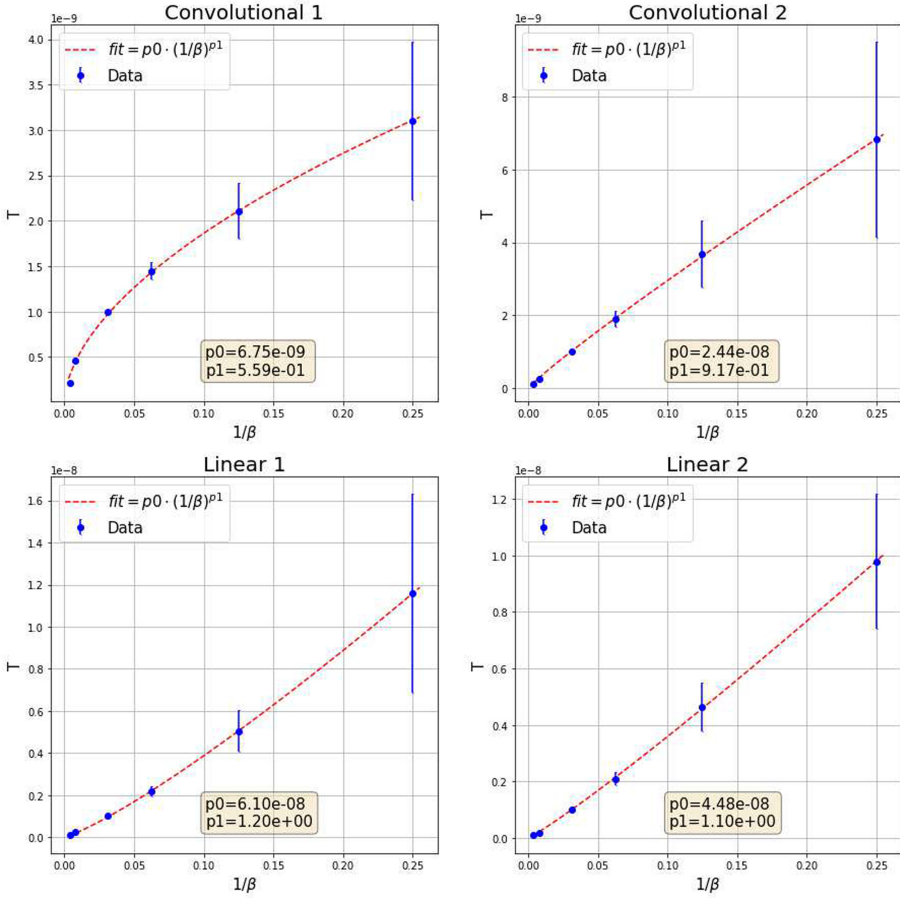 Convolutional 1
1e−9
fit = p0 · (1/β)^p1
Data
4.0
3.5
3.0
2.5
2.0
1.5
1.0
0.5
T
p0=6.75e-09
p1=5.59e-01
0.00 0.05 0.10 0.15 0.20 0.25
1/β
Convolutional 2
1e−9
fit = p0 · (1/β)^p1
Data
8
6
4
2
0
T
p0=2.44e-08
p1=9.17e-01
0.00 0.05 0.10 0.15 0.20 0.25
1/β
Linear 1
1e−8
fit = p0 · (1/β)^p1
Data
1.6
1.4
1.2
1.0
0.8
0.6
0.4
0.2
0.0
T
p0=6.10e-08
p1=1.20e+00
0.00 0.05 0.10 0.15 0.20 0.25
1/β
Linear 2
1e−8
fit = p0 · (1/β)^p1
Data
1.2
1.0
0.8
0.6
0.4
0.2
0.0
T
p0=4.48e-08
p1=1.10e+00
0.00 0.05 0.10 0.15 0.20 0.25
1/β